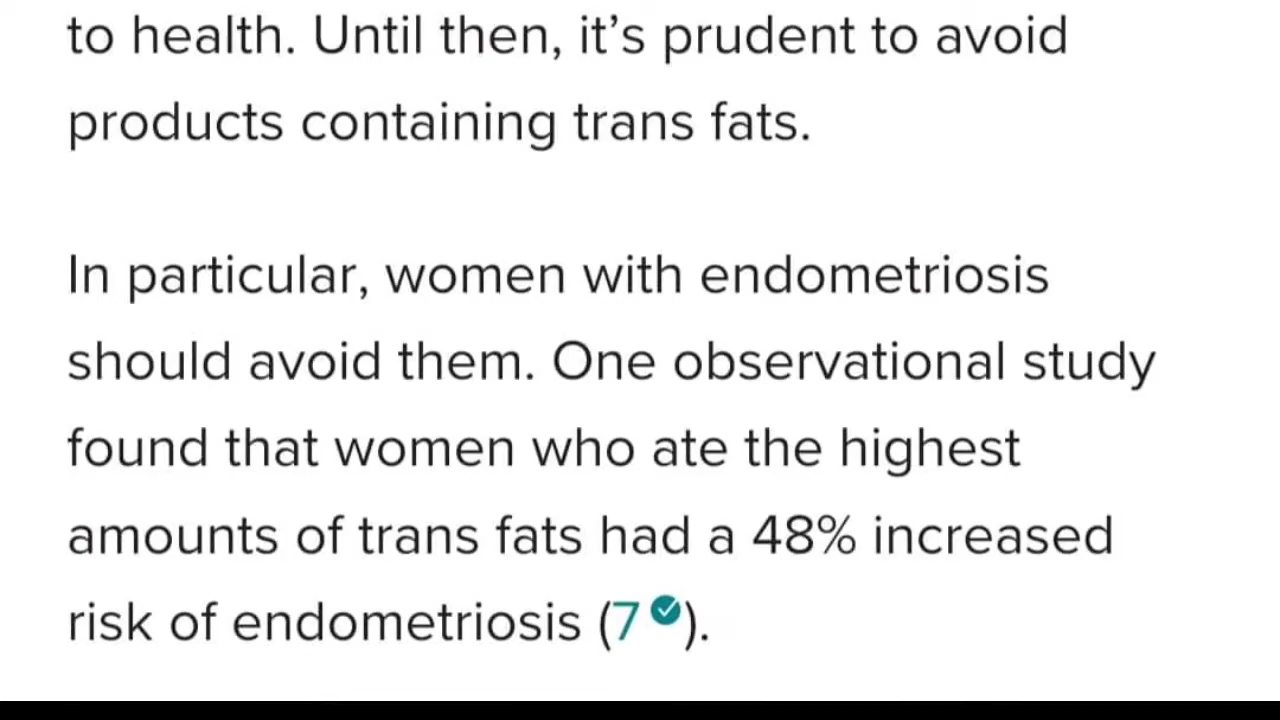 to health. Until then, it’s prudent to avoid
products containing trans fats.
In particular, women with endometriosis
should avoid them. One observational study
found that women who ate the highest
amounts of trans fats had a 48% increased
risk of endometriosis (7).